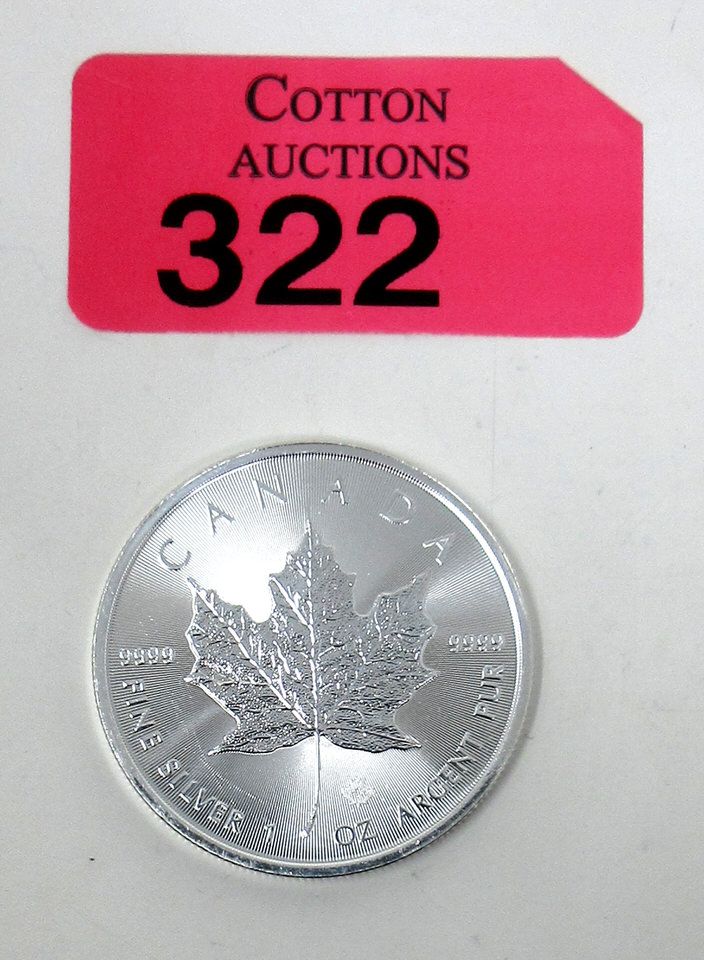 COTTON
AUCTIONS
322
CANADA
9999 9999
FINE SILVER 1 OZ ARGENT PUR